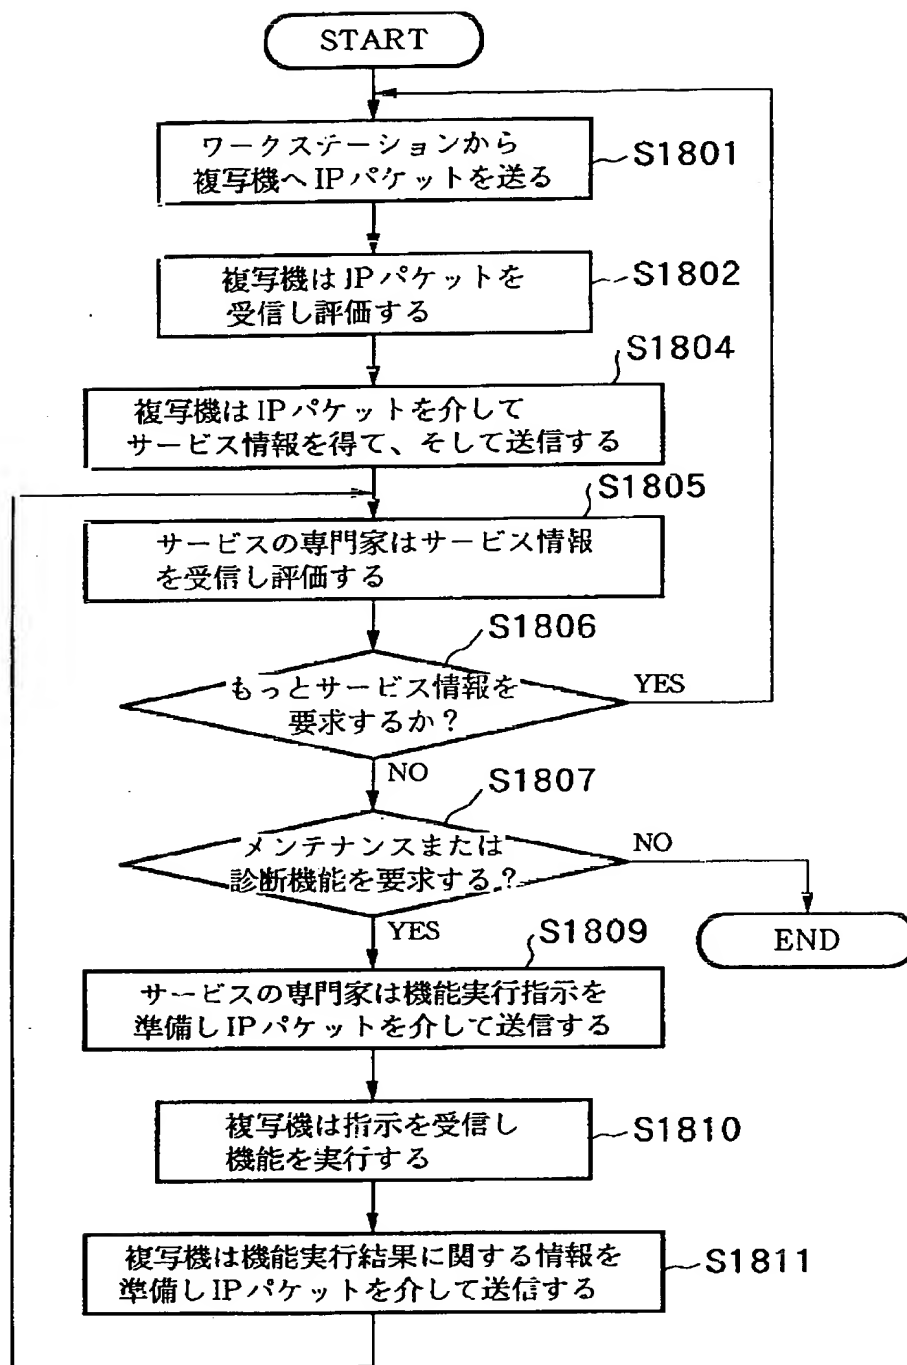 START
ワークステーションから
複写機へIPパケットを送る
S1801
複写機はIPパケットを
受信し評価する
S1802
S1804
複写機はIPパケットを介して
サービス情報を得て、そして送信する
S1805
サービスの専門家はサービス情報
を受信し評価する
S1806
もっとサービス情報を
要求するか？
YES
NO
S1807
メンテナンスまたは
診断機能を要求する？
NO
YES
END
S1809
サービスの専門家は機能実行指示を
準備しIPパケットを介して送信する
複写機は指示を受信し
機能を実行する
S1810
複写機は機能実行結果に関する情報を
準備しIPパケットを介して送信する
S1811